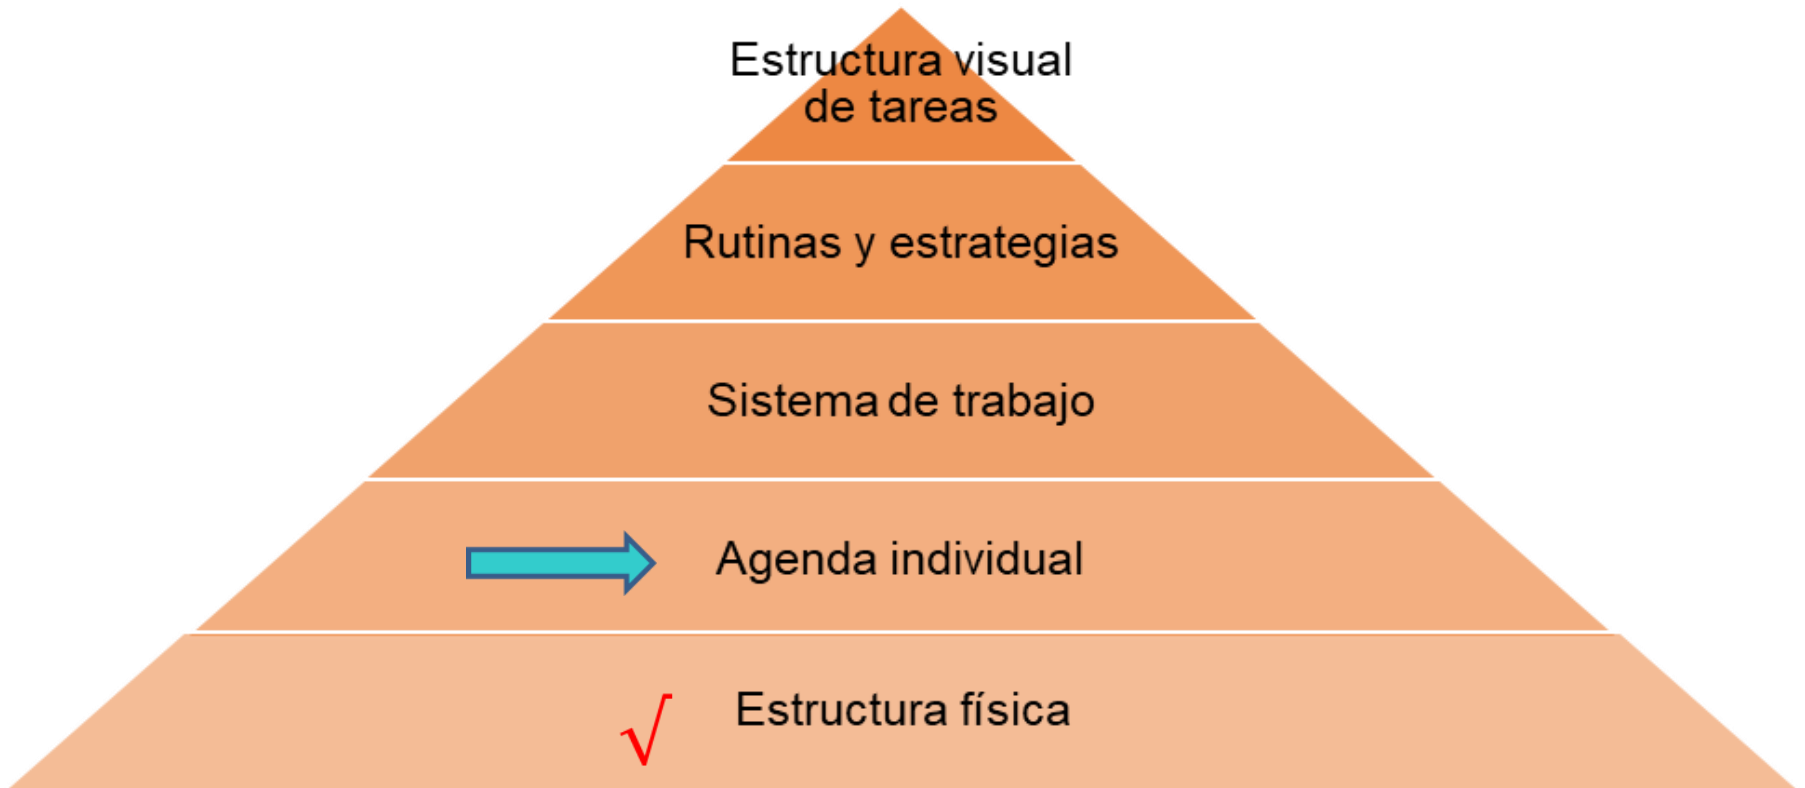 Estructura visual
de tareas
Rutinas y estrategias
Sistema de trabajo
Agenda individual
√ Estructura física